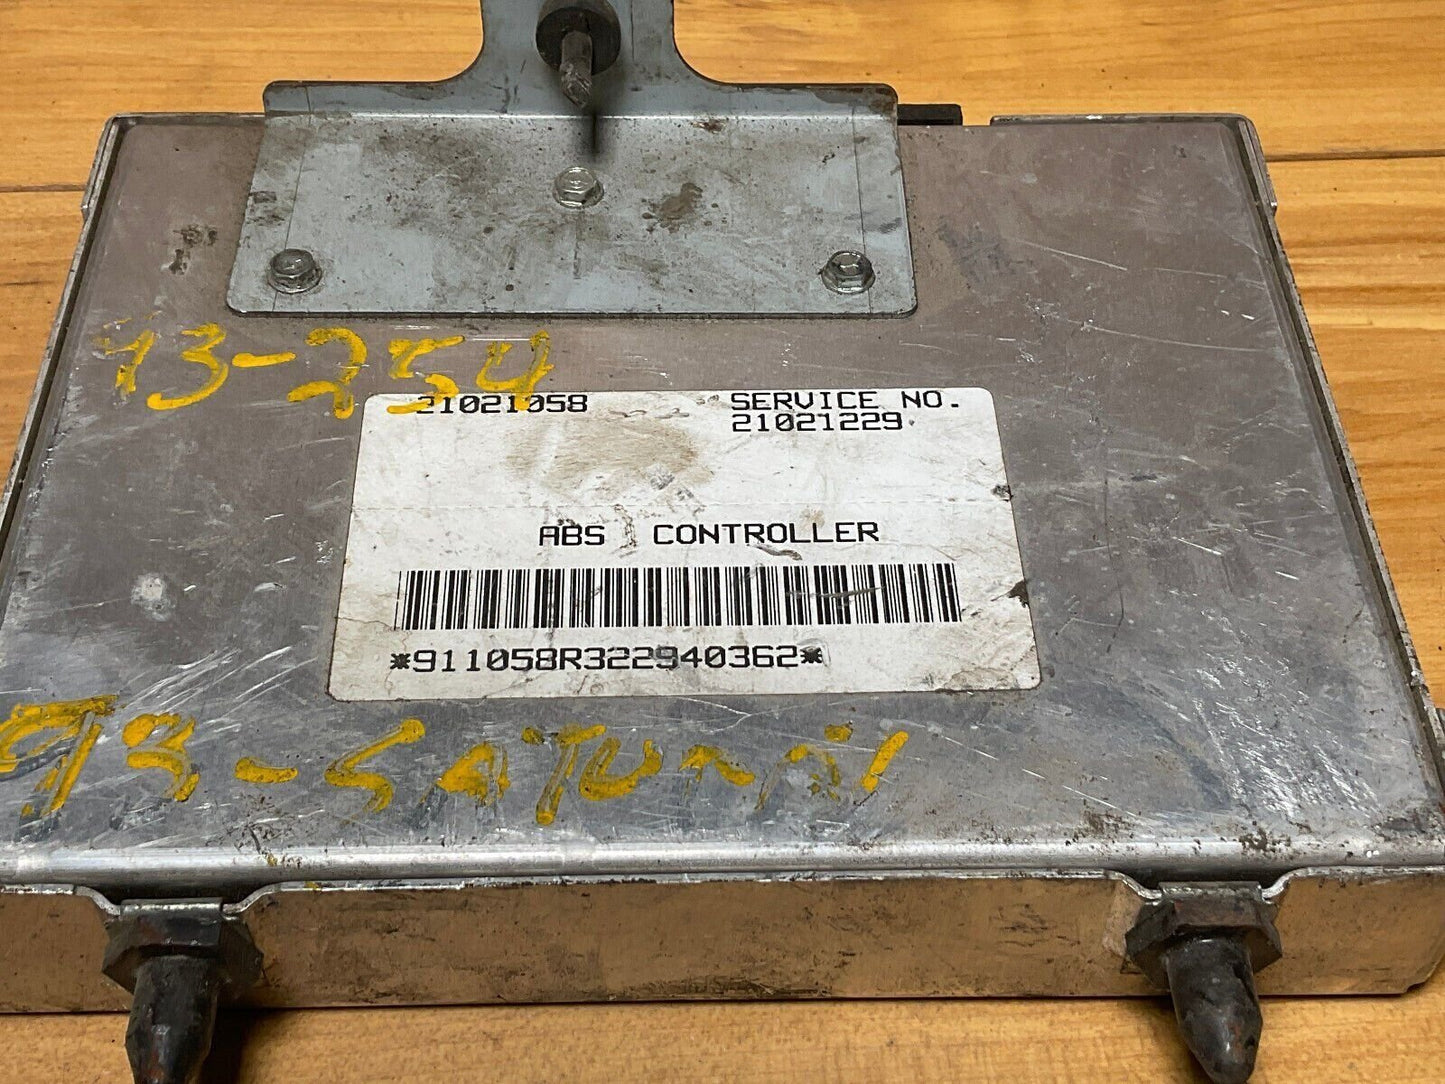 93-254
21021058
SERVICE NO.
21021229
ABS CONTROLLER
*911058R322940362*
93-SATURN